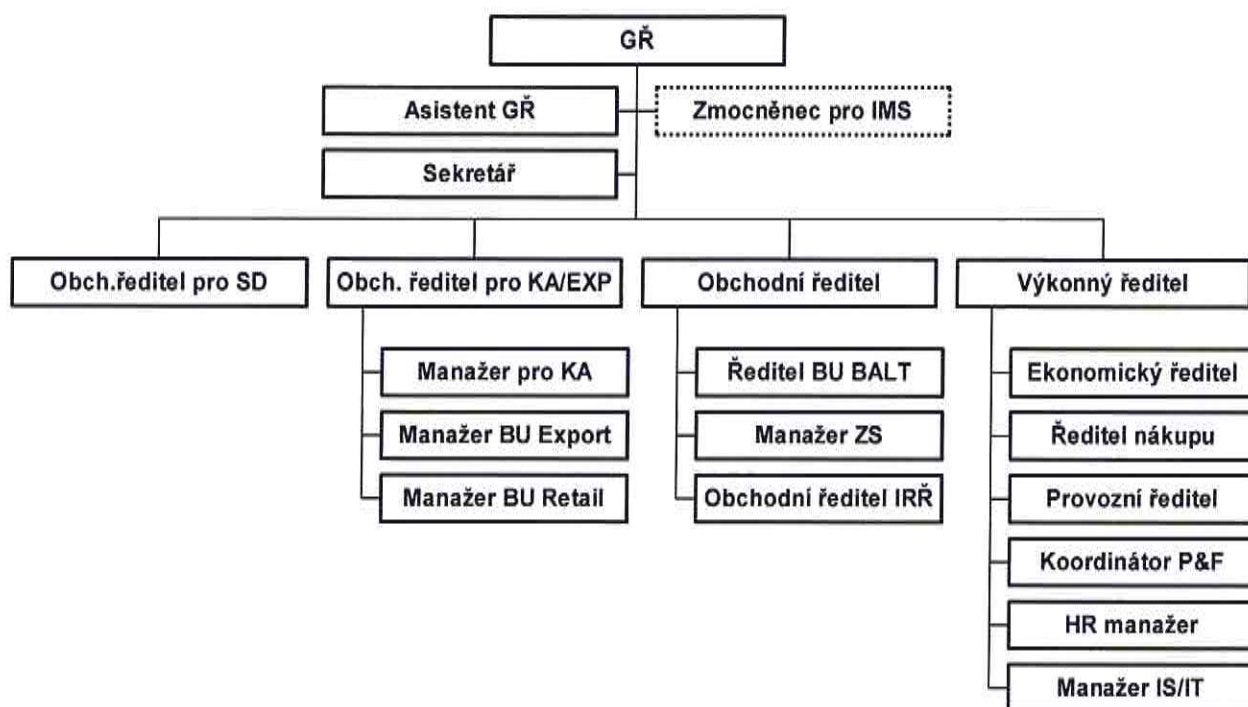 GŘ
Asistent GŘ
Zmocněnec pro IMS
Sekretář
Obch.ředitel pro SD
Obch. ředitel pro KA/EXP
Obchodní ředitel
Výkonný ředitel
Manažer pro KA
Manažer BU Export
Manažer BU Retail
Ředitel BU BALT
Manažer ZS
Obchodní ředitel IRŘ
Ekonomický ředitel
Ředitel nákupu
Provozní ředitel
Koordinátor P&F
HR manažer
Manažer IS/IT